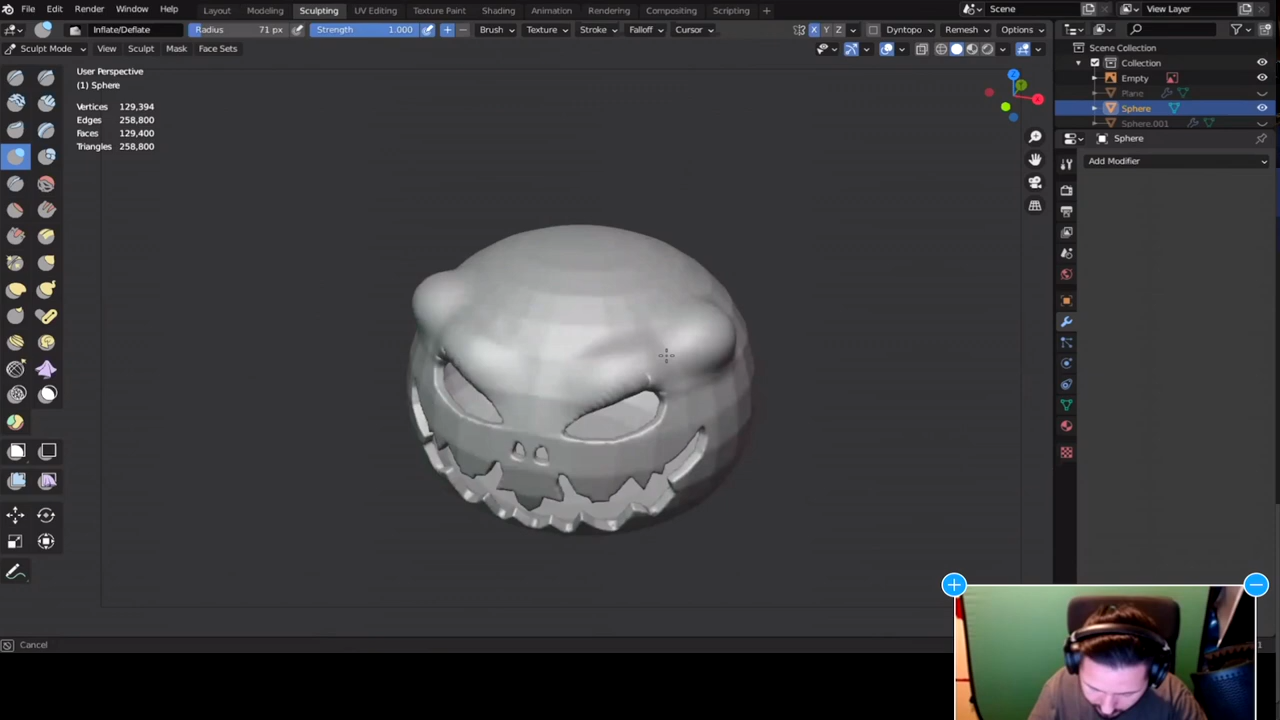 File Edit Render Window Help Layout Modeling Sculpting UV Editing Texture Paint Shading Animation Rendering Compositing Scripting + Scene View Layer
Inflate/Deflate Radius 71 px Strength 1.000 Brush Texture Stroke Falloff Cursor X Y Z Dyntopo Remesh Options
Sculpt Mode View Sculpt Mask Face Sets
Scene Collection
Collection
Empty
Plane
Sphere
Sphere.001
User Perspective
(1) Sphere
Vertices 129,394
Edges 258,800
Faces 129,400
Triangles 258,800
Z
X
Sphere
Add Modifier
Cancel